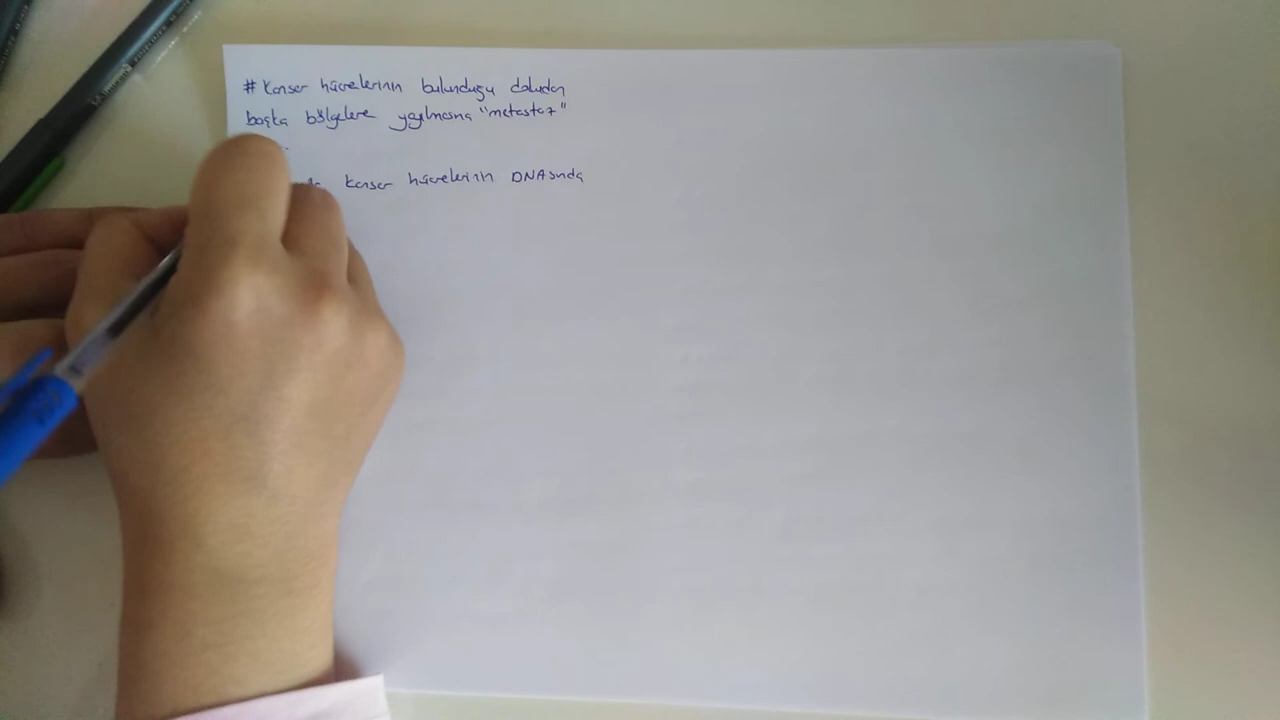 # Kanser hücrelerinin bulunduğu dokudan
başka bölgelere yayılmasına "metastaz"
kanser hücrelerinin DNAsında